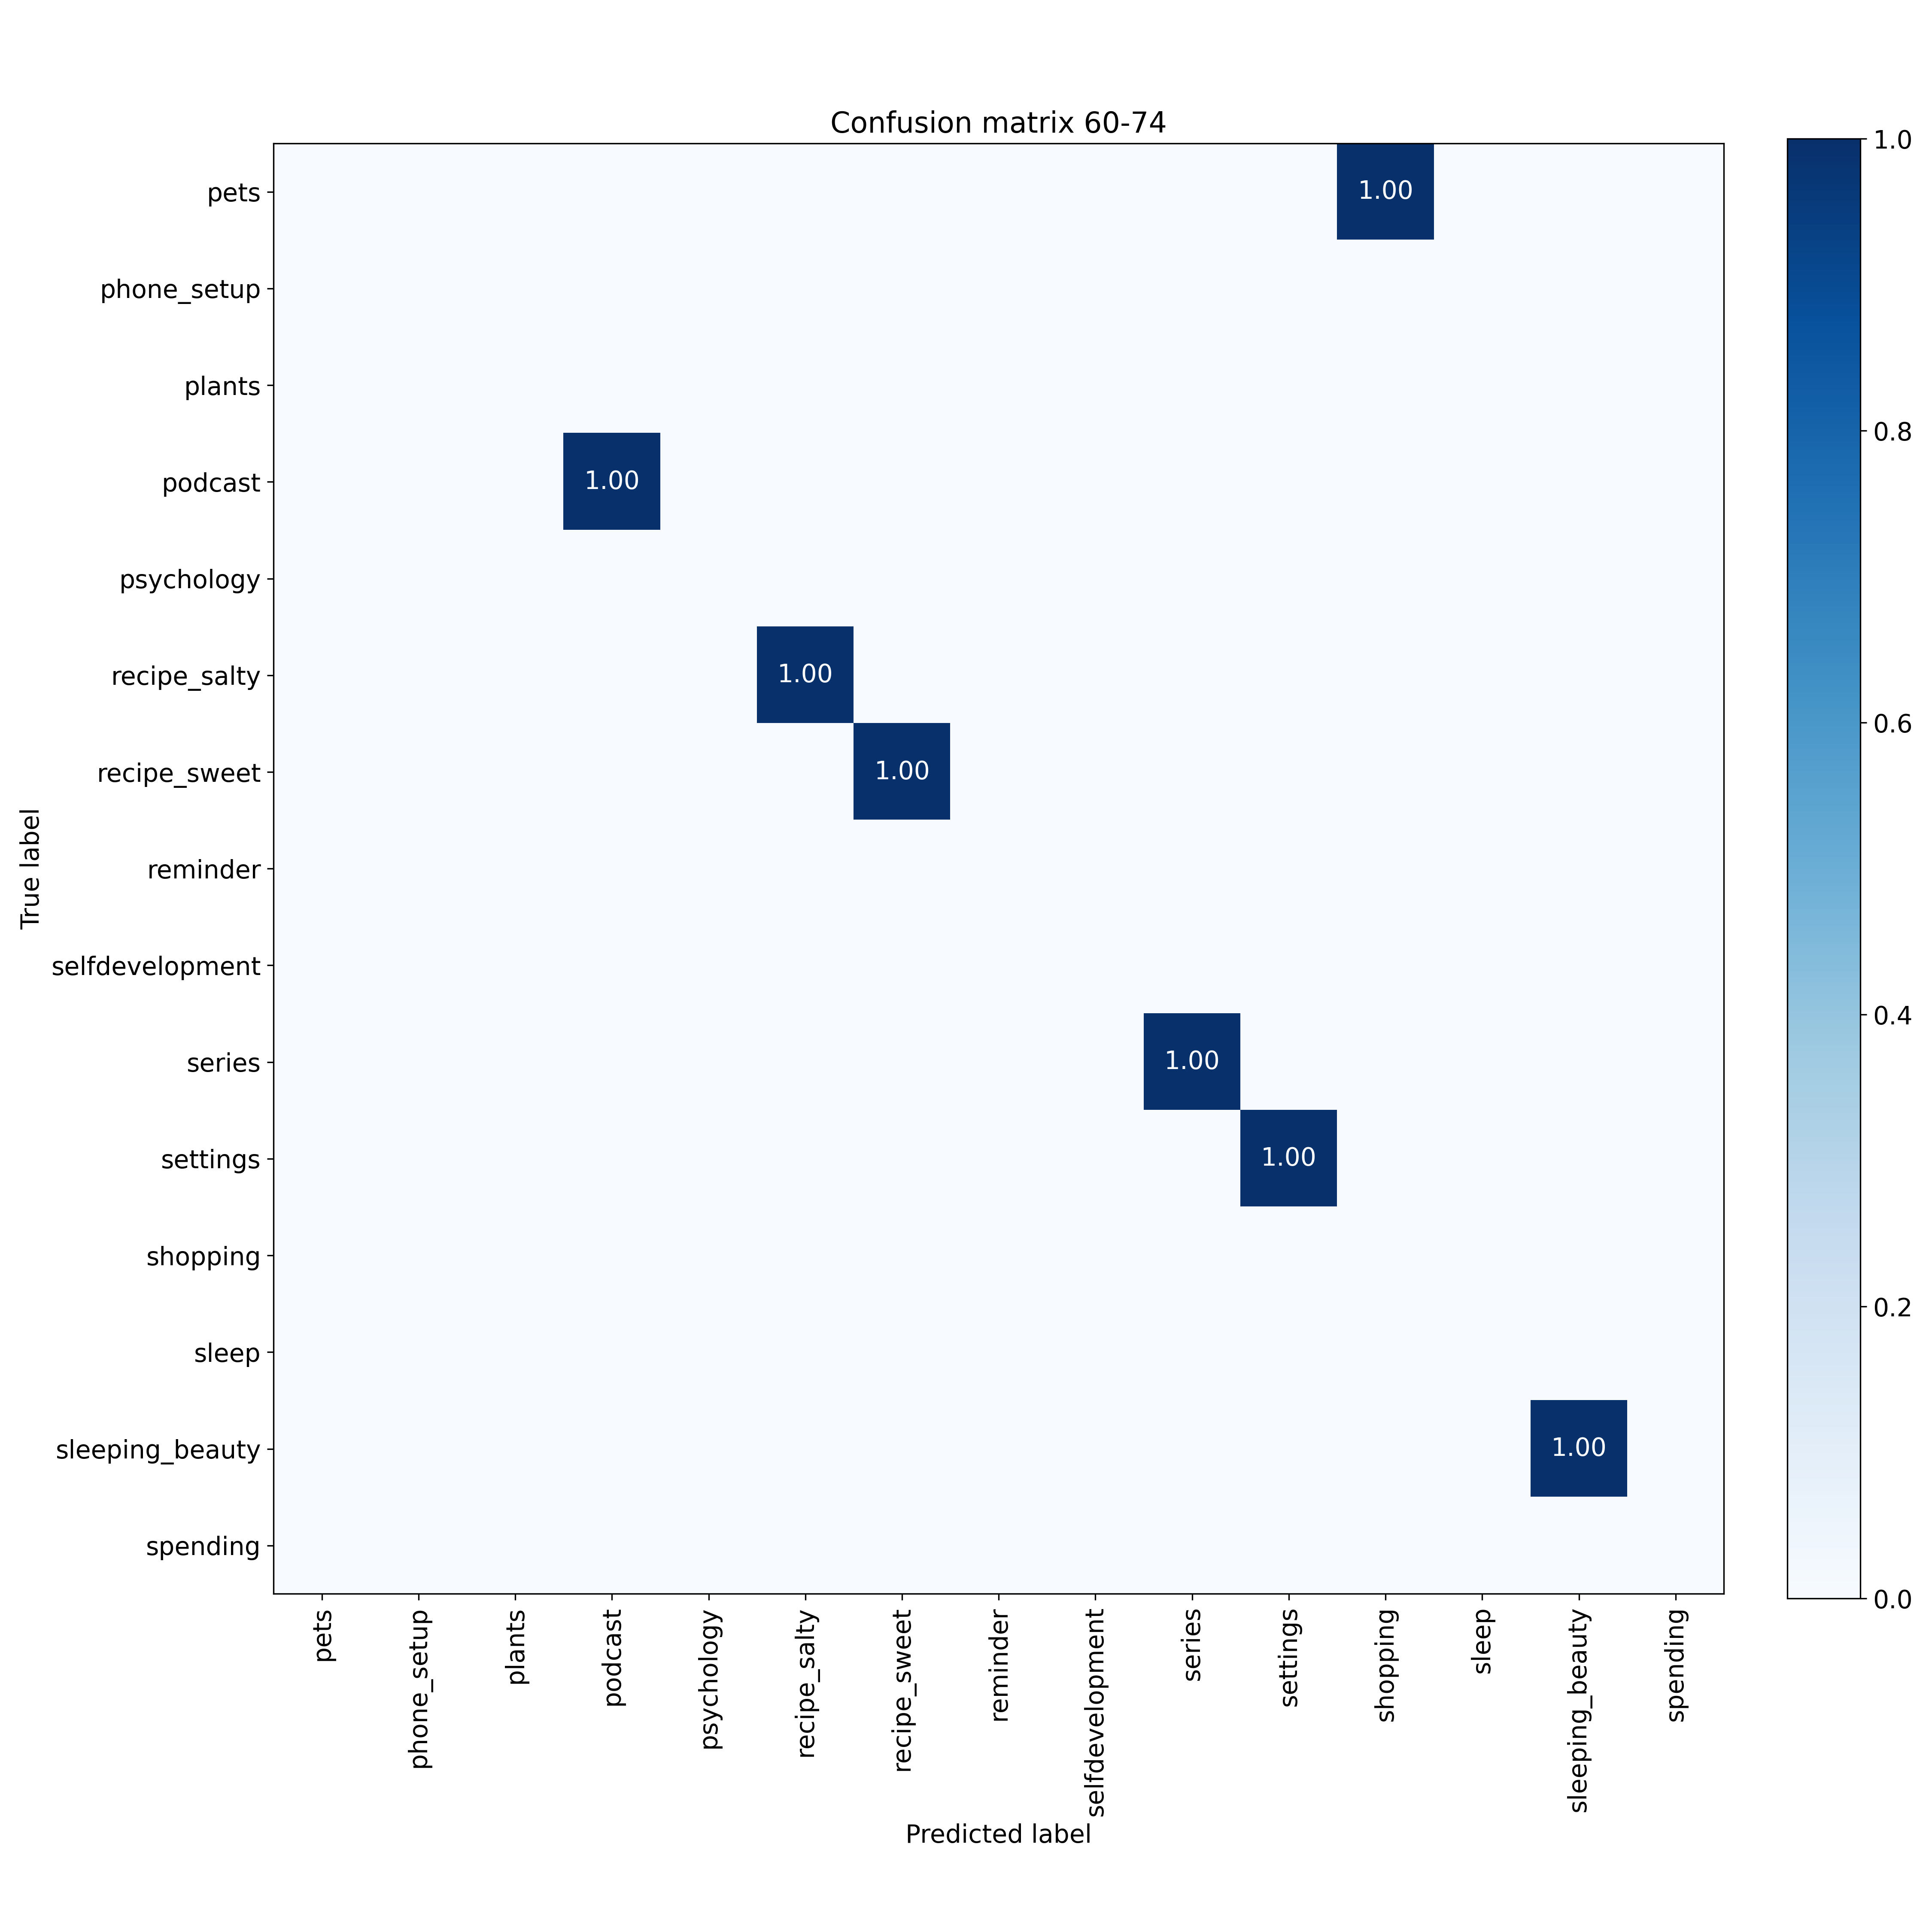 Confusion matrix 60-74
True label
pets
phone_setup
plants
podcast
psychology
recipe_salty
recipe_sweet
reminder
selfdevelopment
series
settings
shopping
sleep
sleeping_beauty
spending
1.00
1.00
1.00
1.00
1.00
1.00
1.00
pets
phone_setup
plants
podcast
psychology
recipe_salty
recipe_sweet
reminder
selfdevelopment
series
settings
shopping
sleep
sleeping_beauty
spending
Predicted label
1.0
0.8
0.6
0.4
0.2
0.0